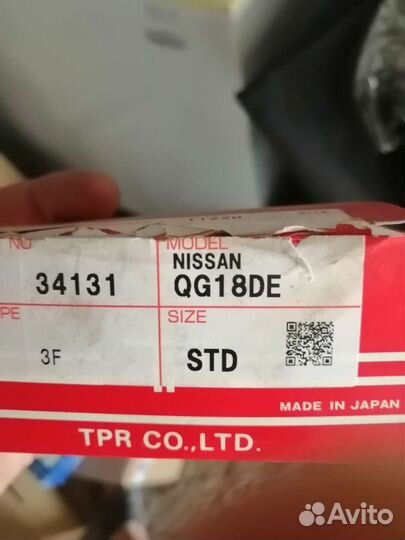 NO
MODEL
NISSAN
34131
QG18DE
PE
SIZE
3F
STD
MADE IN JAPAN
TPR CO.,LTD.
Avito